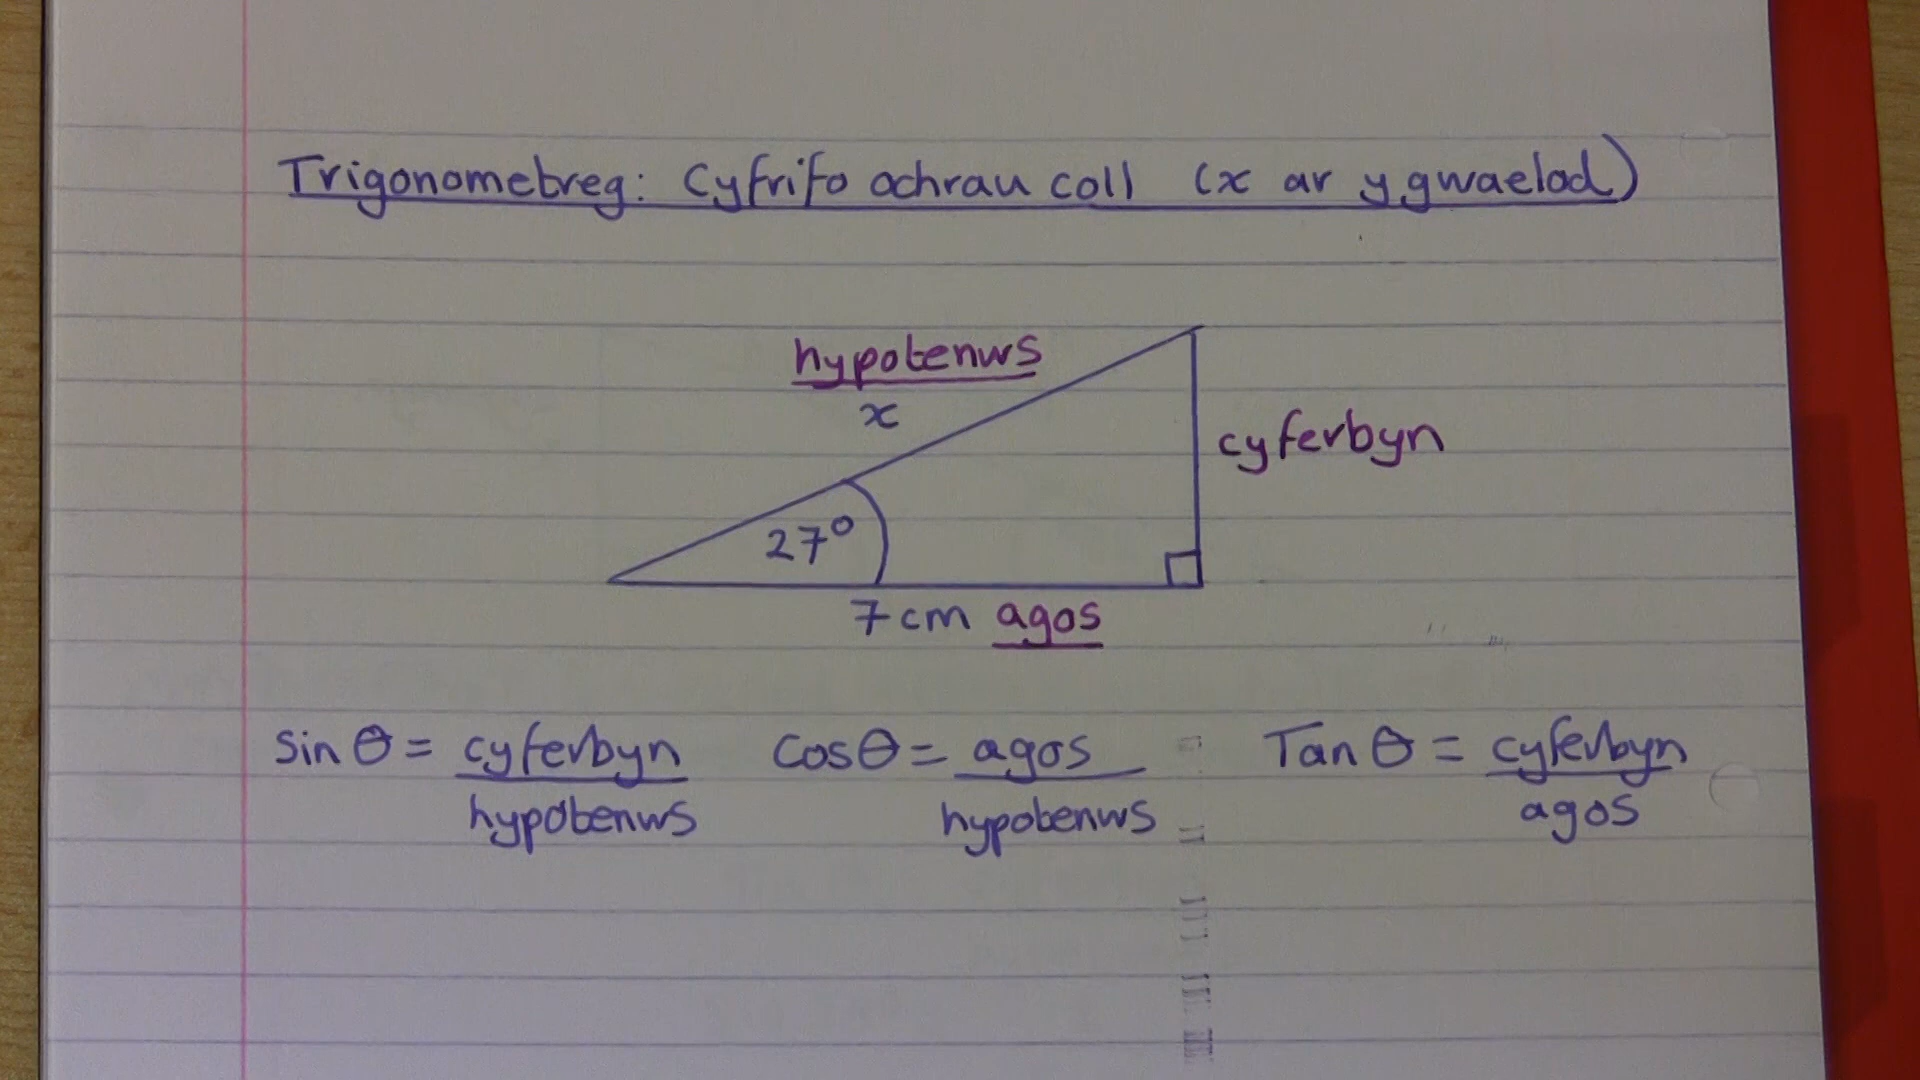 Trigonometreg: Cyfrifo ochrau coll (x ar y gwaelod)
hypotenws
x
cyferbyn
27°
7cm agos
sin θ = cyferbyn / hypotenws   cos θ = agos / hypotenws   Tan θ = cyferbyn / agos